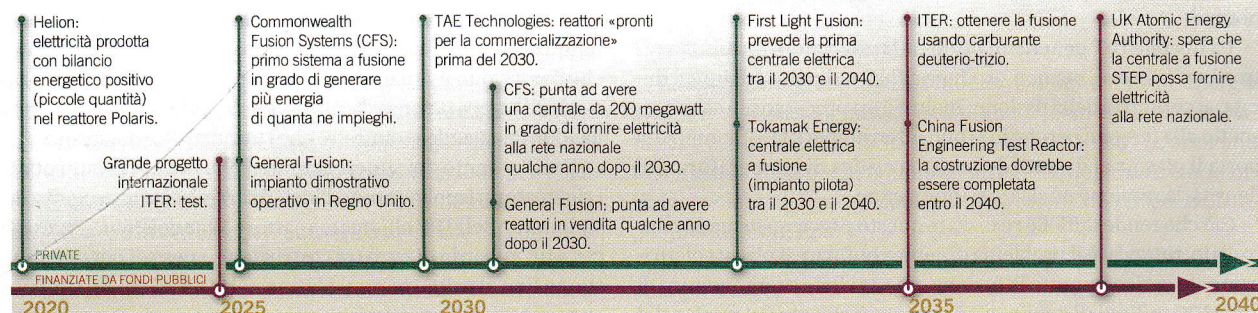 Helion:
elettricità prodotta
con bilancio
energetico positivo
(piccole quantità)
nel reattore Polaris.
Grande progetto
internazionale
ITER: test.
Commonwealth
Fusion Systems (CFS):
primo sistema a fusione
in grado di generare
più energia
di quanta ne impieghi.
General Fusion:
impianto dimostrativo
operativo in Regno Unito.
TAE Technologies: reattori «pronti
per la commercializzazione»
prima del 2030.
CFS: punta ad avere
una centrale da 200 megawatt
in grado di fornire elettricità
alla rete nazionale
qualche anno dopo il 2030.
General Fusion: punta ad avere
reattori in vendita qualche anno
dopo il 2030.
First Light Fusion:
prevede la prima
centrale elettrica
tra il 2030 e il 2040.
Tokamak Energy:
centrale elettrica
a fusione
(impianto pilota)
tra il 2030 e il 2040.
ITER: ottenere la fusione
usando carburante
deuterio-trizio.
China Fusion
Engineering Test Reactor:
la costruzione dovrebbe
essere completata
entro il 2040.
UK Atomic Energy
Authority: spera che
la centrale a fusione
STEP possa fornire
elettricità
alla rete nazionale.
PRIVATE
FINANZIATE DA FONDI PUBBLICI
2020
2025
2030
2035
2040